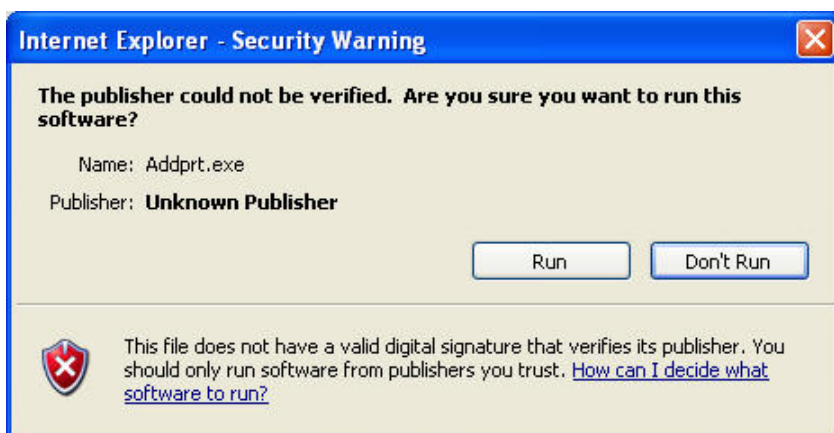 Internet Explorer - Security Warning
The publisher could not be verified.  Are you sure you want to run this
software?
Name: Addprt.exe
Publisher: Unknown Publisher
Run Don't Run
This file does not have a valid digital signature that verifies its publisher. You
should only run software from publishers you trust. How can I decide what
software to run?